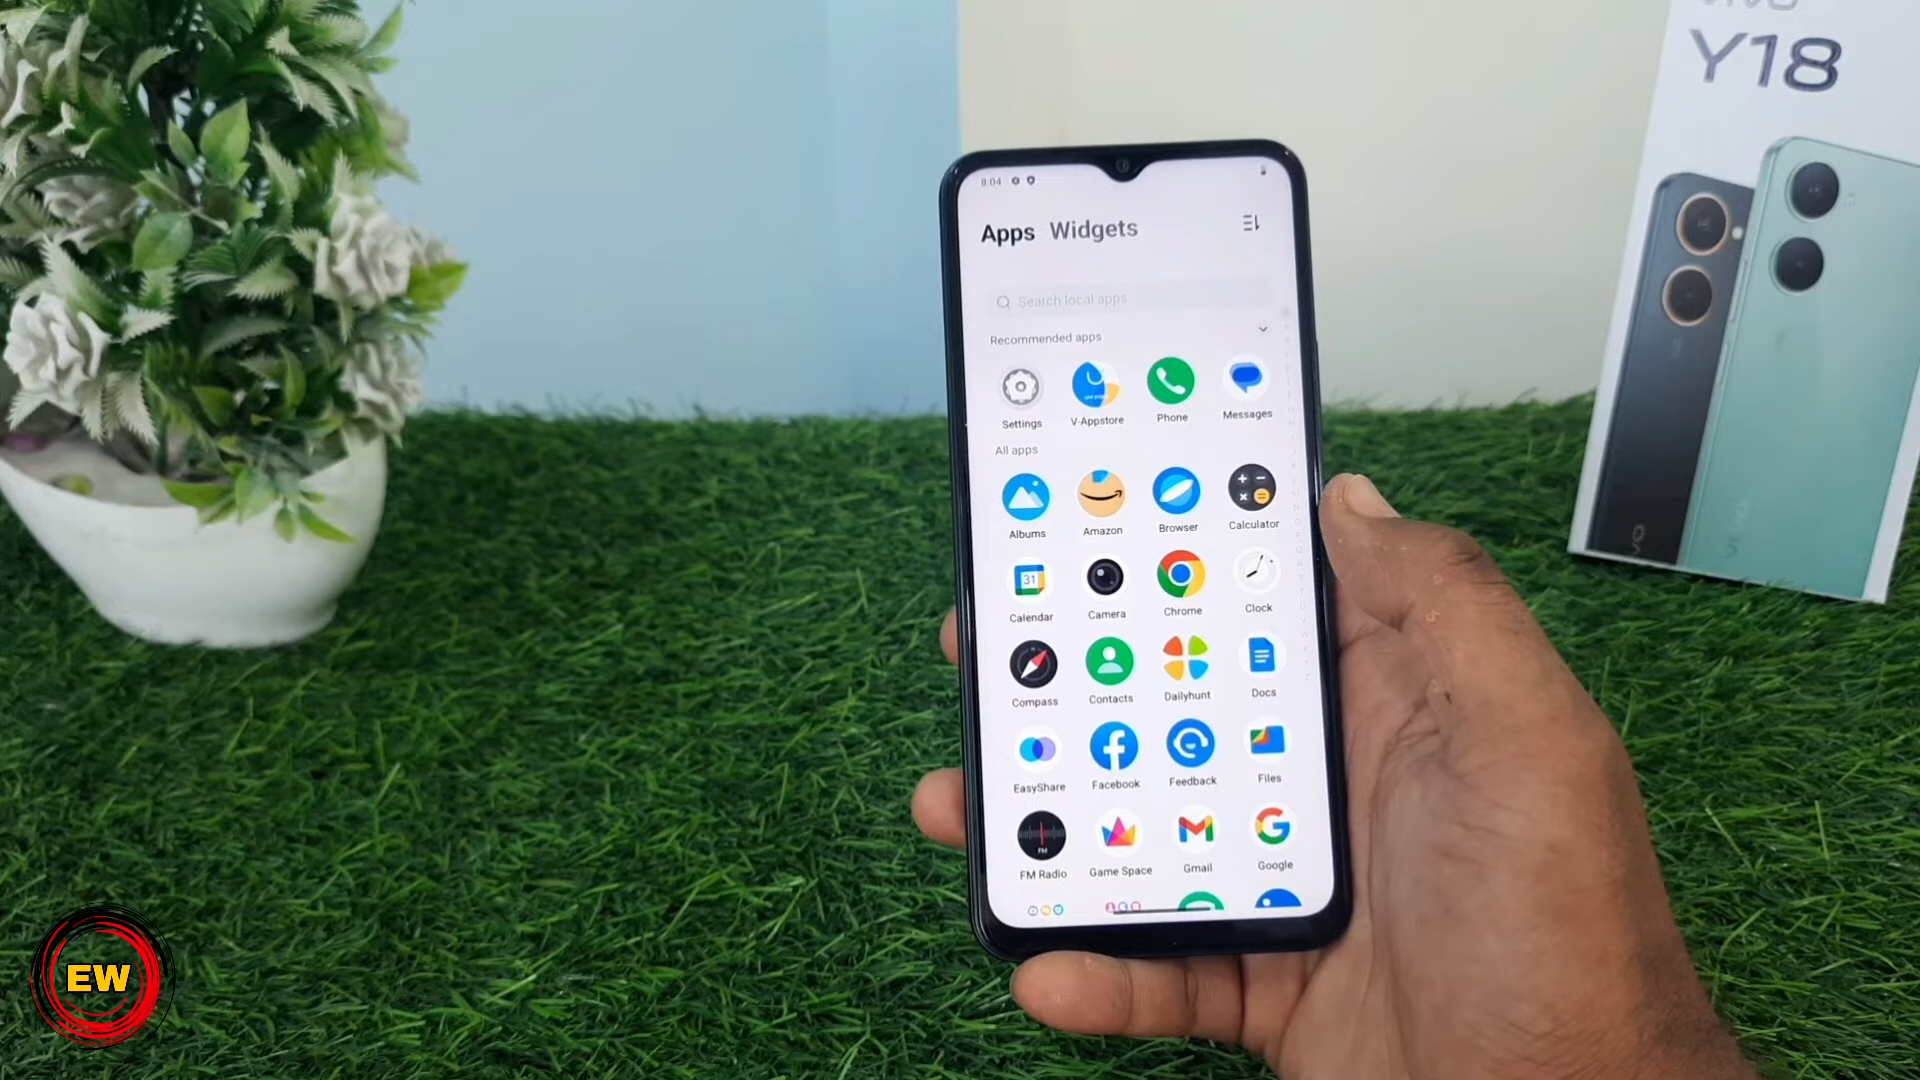 vivo
Y18
8:04
Apps Widgets
Search local apps
Recommended apps
Settings V-Appstore Phone Messages
All apps
Albums Amazon Browser Calculator
31
Calendar Camera Chrome Clock
Compass Contacts Dailyhunt Docs
EasyShare Facebook Feedback Files
FM
FM Radio Game Space Gmail Google
EW